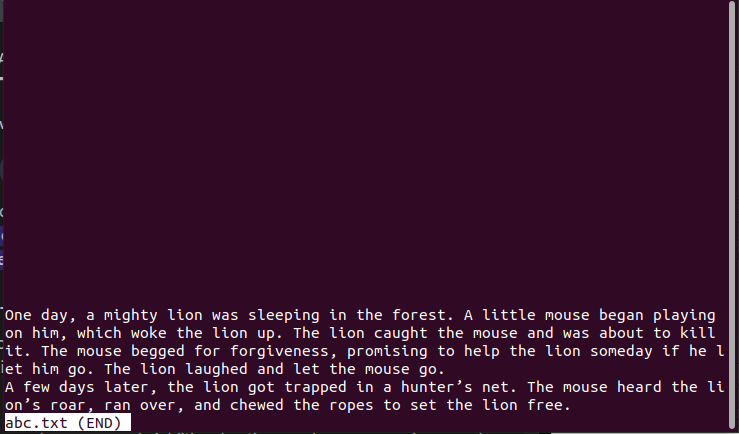 One day, a mighty lion was sleeping in the forest. A little mouse began playing
on him, which woke the lion up. The lion caught the mouse and was about to kill
it. The mouse begged for forgiveness, promising to help the lion someday if he l
et him go. The lion laughed and let the mouse go.
A few days later, the lion got trapped in a hunter’s net. The mouse heard the li
on’s roar, ran over, and chewed the ropes to set the lion free.
abc.txt (END)